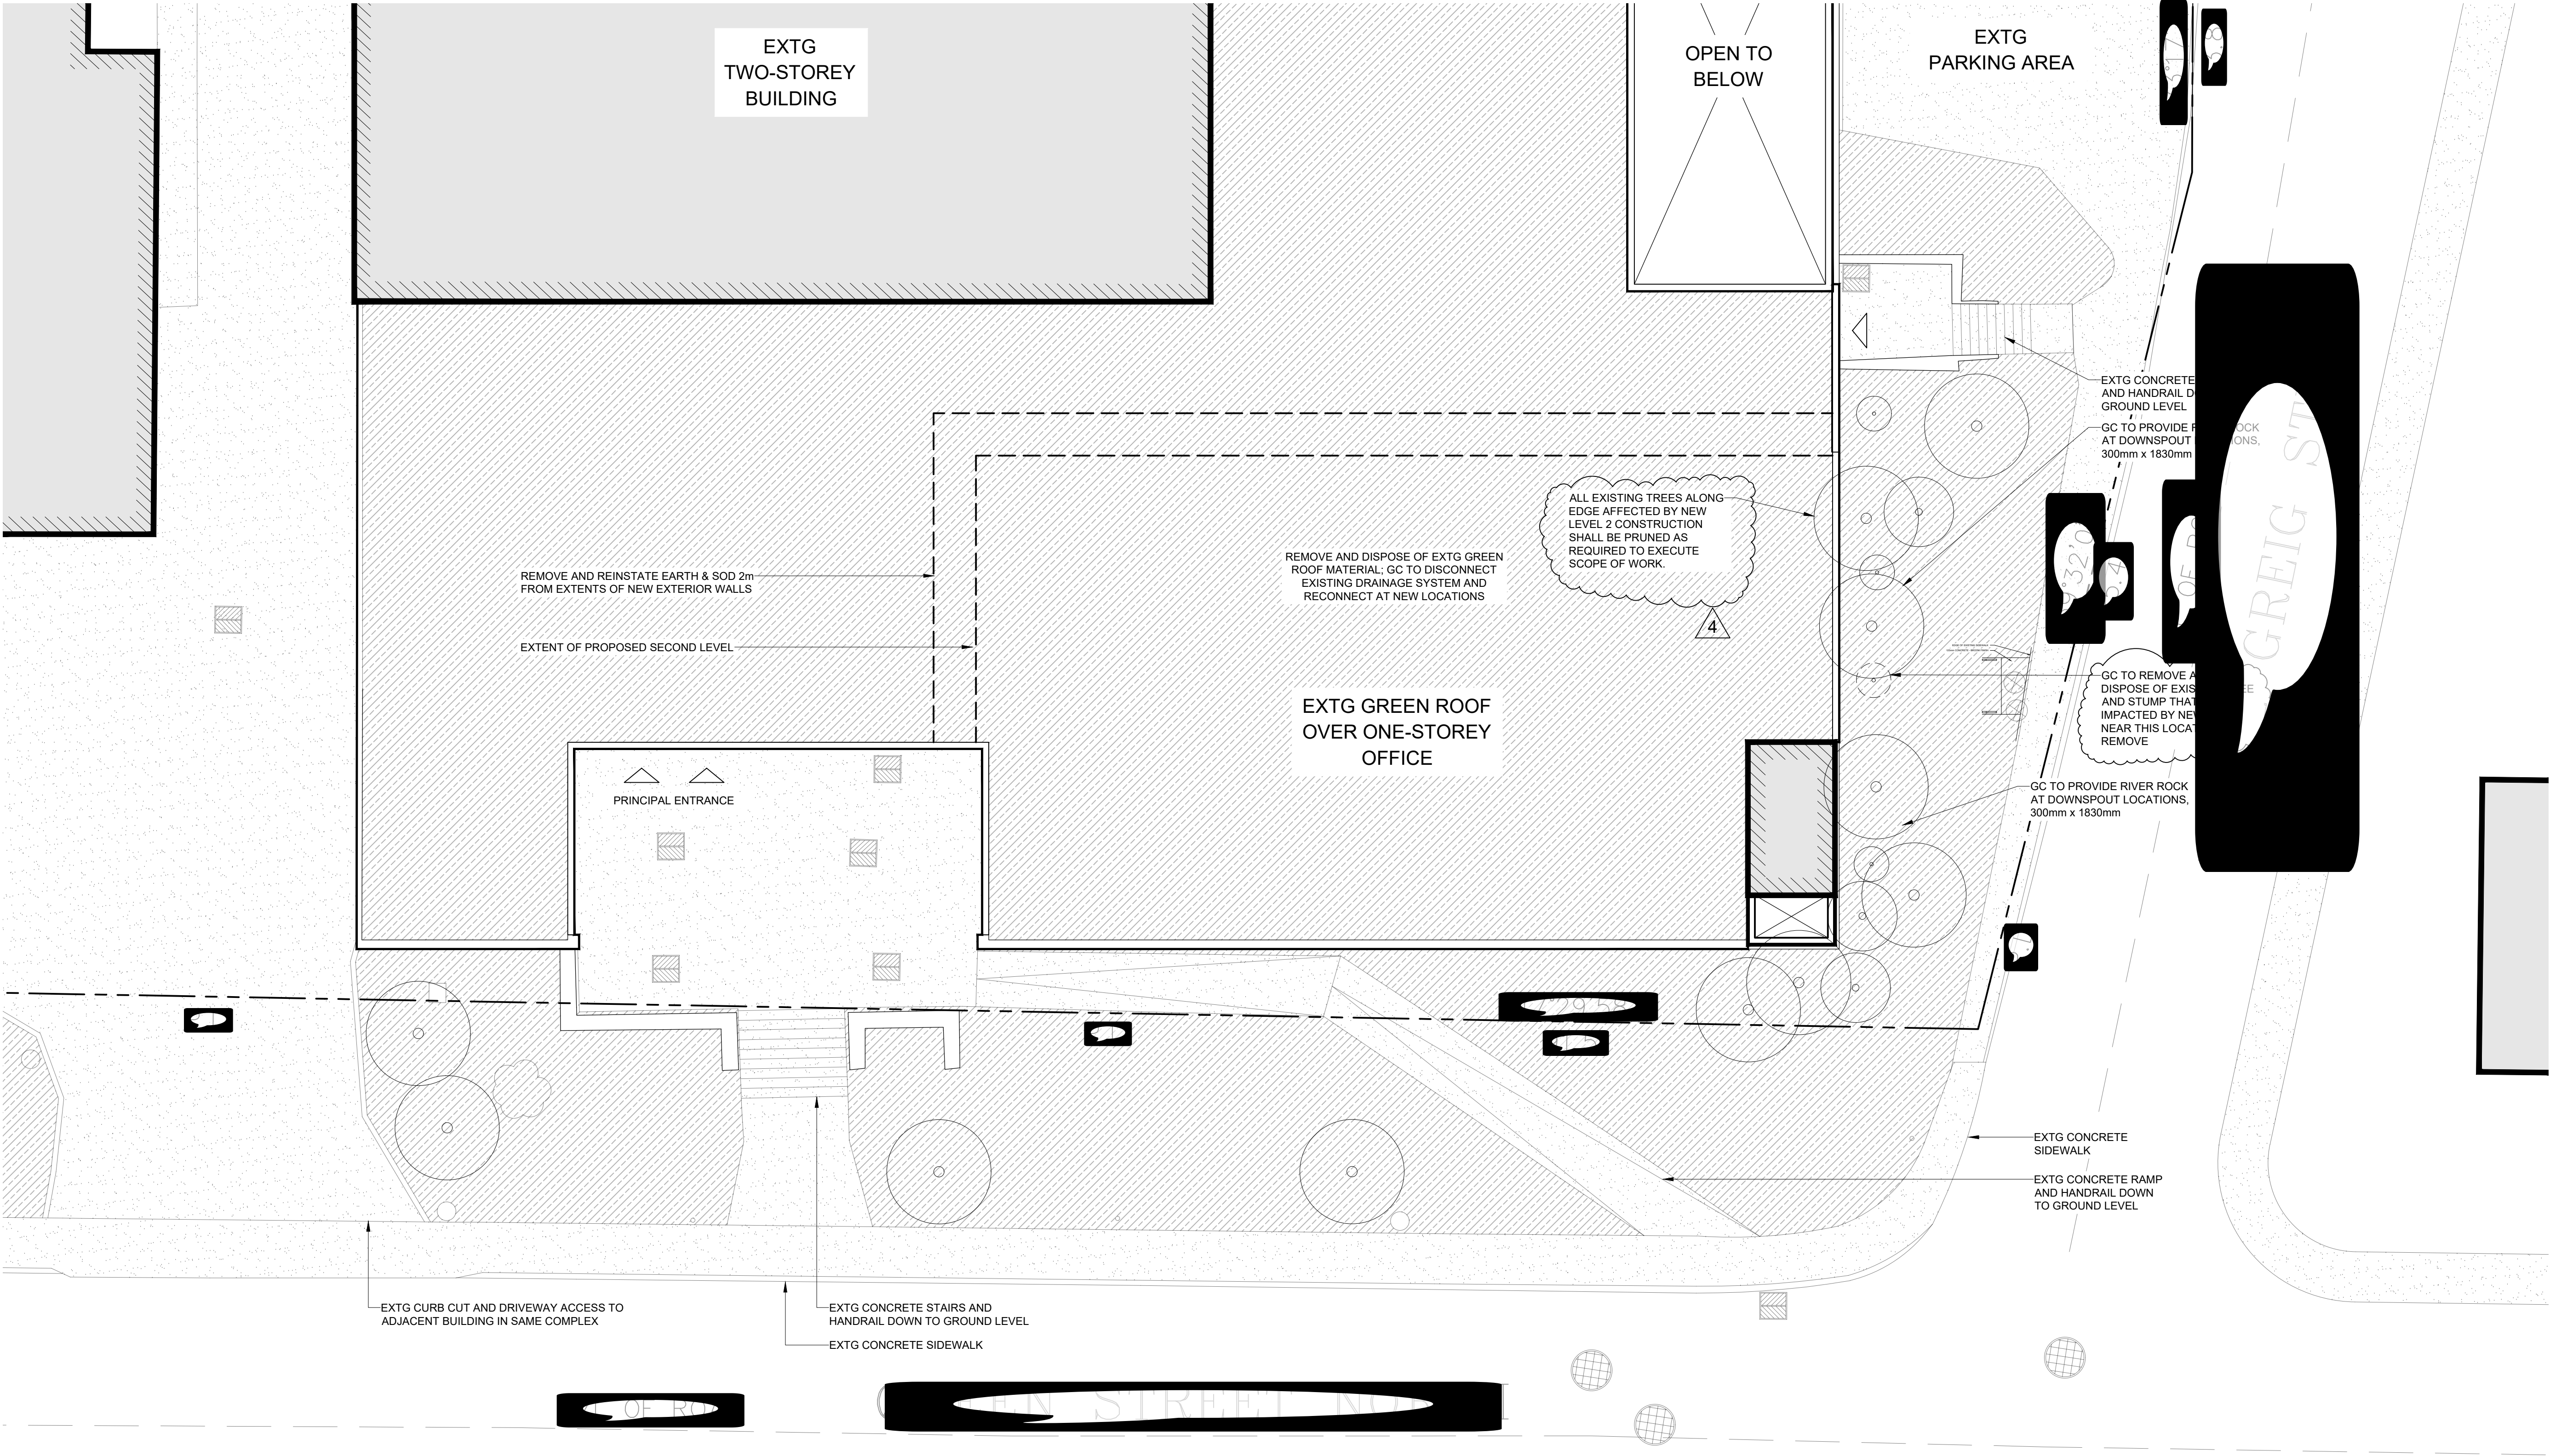 EXTG
TWO-STOREY
BUILDING
OPEN TO
BELOW
EXTG
PARKING AREA
EXTG CONCRETE
AND HANDRAIL
GROUND LEVEL
GC TO PROVIDE
AT DOWNSPOUT
300mm x 1830mm
ALL EXISTING TREES ALONG
EDGE AFFECTED BY NEW
LEVEL 2 CONSTRUCTION
SHALL BE PRUNED AS
REQUIRED TO EXECUTE
SCOPE OF WORK.
4
REMOVE AND DISPOSE OF EXTG GREEN
ROOF MATERIAL; GC TO DISCONNECT
EXISTING DRAINAGE SYSTEM AND
RECONNECT AT NEW LOCATIONS
REMOVE AND REINSTATE EARTH & SOD 2m
FROM EXTENTS OF NEW EXTERIOR WALLS
EXTENT OF PROPOSED SECOND LEVEL
GREIG ST
GC TO REMOVE
DISPOSE OF
AND STUMP THAT
IMPACTED BY
NEAR THIS
REMOVE
EXTG GREEN ROOF
OVER ONE-STOREY
OFFICE
PRINCIPAL ENTRANCE
GC TO PROVIDE RIVER ROCK
AT DOWNSPOUT LOCATIONS,
300mm x 1830mm
EXTG CONCRETE
SIDEWALK
EXTG CONCRETE RAMP
AND HANDRAIL DOWN
TO GROUND LEVEL
EXTG CURB CUT AND DRIVEWAY ACCESS TO
ADJACENT BUILDING IN SAME COMPLEX
EXTG CONCRETE STAIRS AND
HANDRAIL DOWN TO GROUND LEVEL
EXTG CONCRETE SIDEWALK
STREET